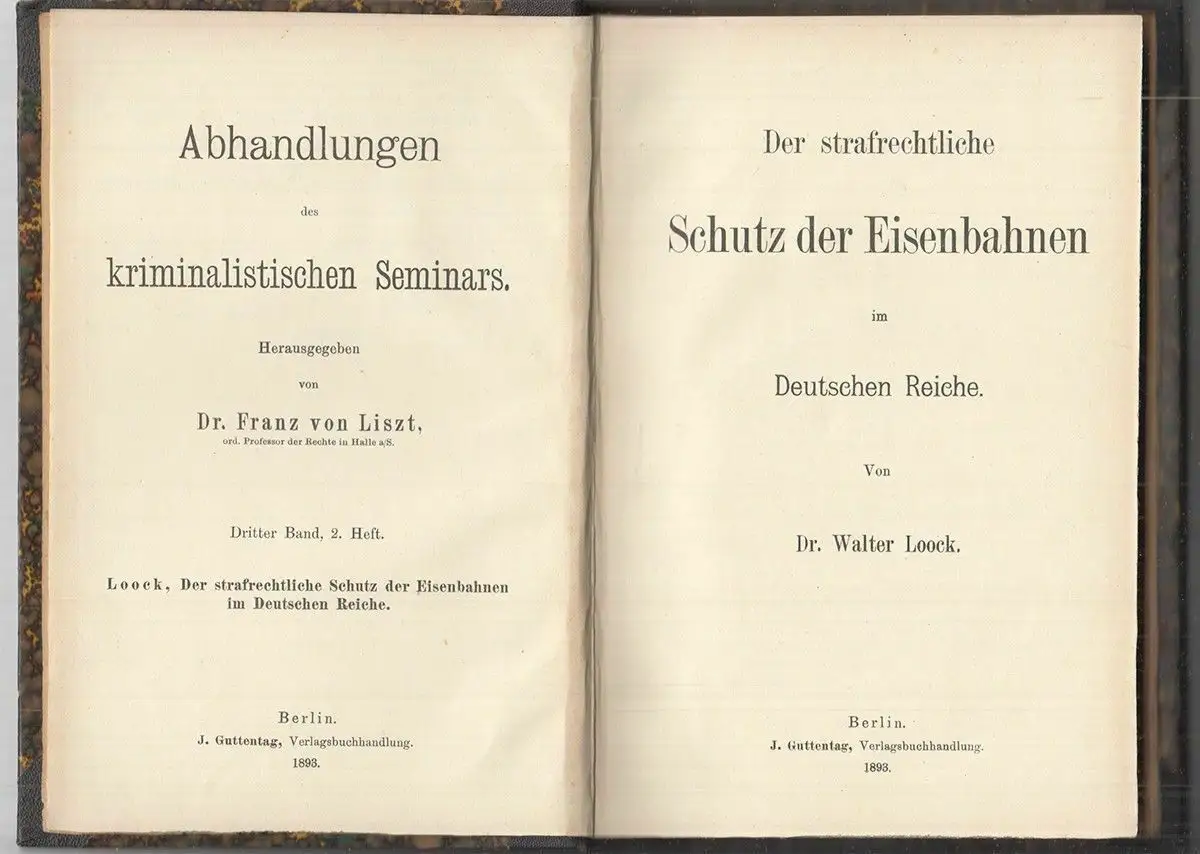 Abhandlungen
des
kriminalistischen Seminars.
Herausgegeben
von
Dr. Franz von Liszt,
ord. Professor der Rechte in Halle a/S.
Dritter Band, 2. Heft.
Loock, Der strafrechtliche Schutz der Eisenbahnen
im Deutschen Reiche.
Berlin.
J. Guttentag, Verlagsbuchhandlung.
1893.
Der strafrechtliche
Schutz der Eisenbahnen
im
Deutschen Reiche.
Von
Dr. Walter Loock.
Berlin.
J. Guttentag, Verlagsbuchhandlung.
1893.